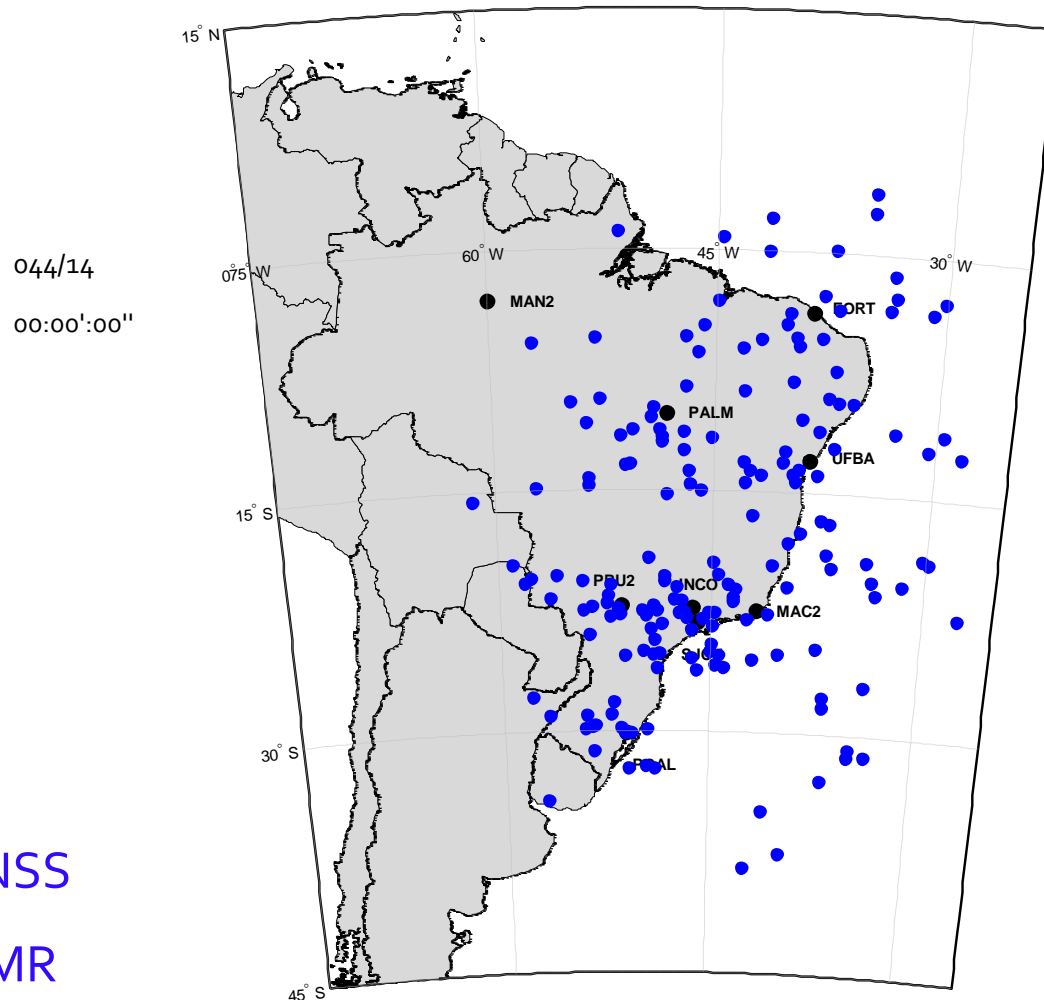 15° N
044/14
00:00':00"
075° W
60° W
45° W
30° W
MAN2
FORT
PALM
UFBA
15° S
PPU2
INCO
MAC2
30° S
NSS
MR
45° S